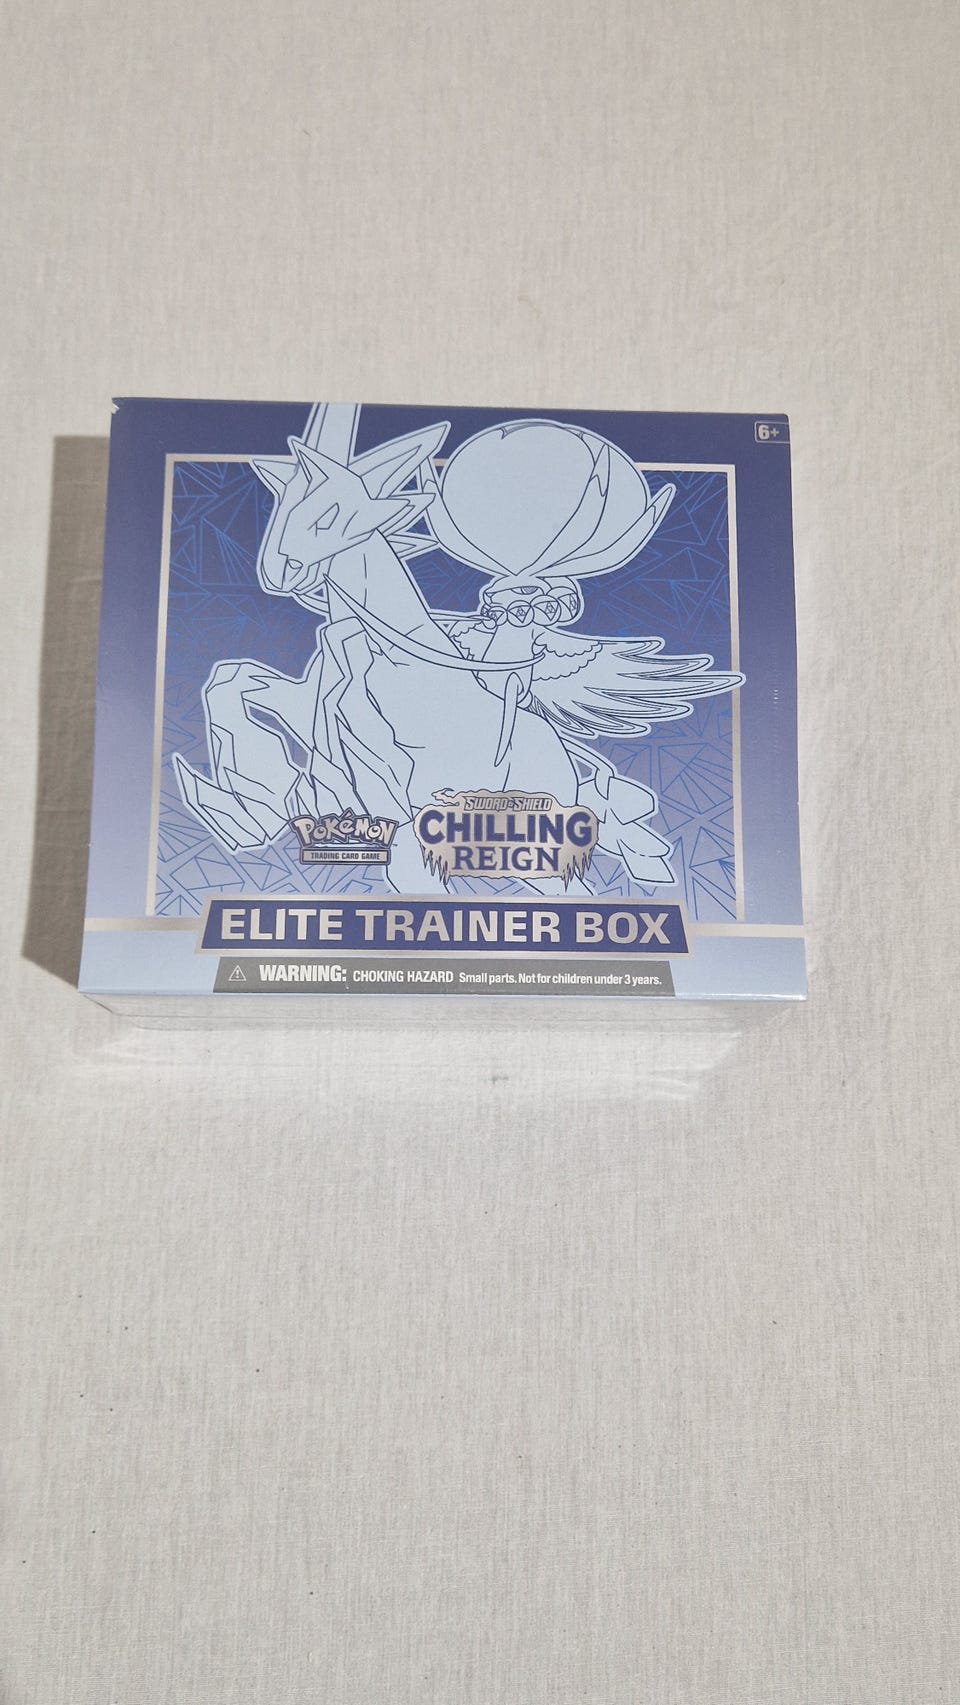 6+
Pokémon
TRADING CARD GAME
SWORD & SHIELD
CHILLING
REIGN
ELITE TRAINER BOX
WARNING: CHOKING HAZARD Small parts. Not for children under 3 years.